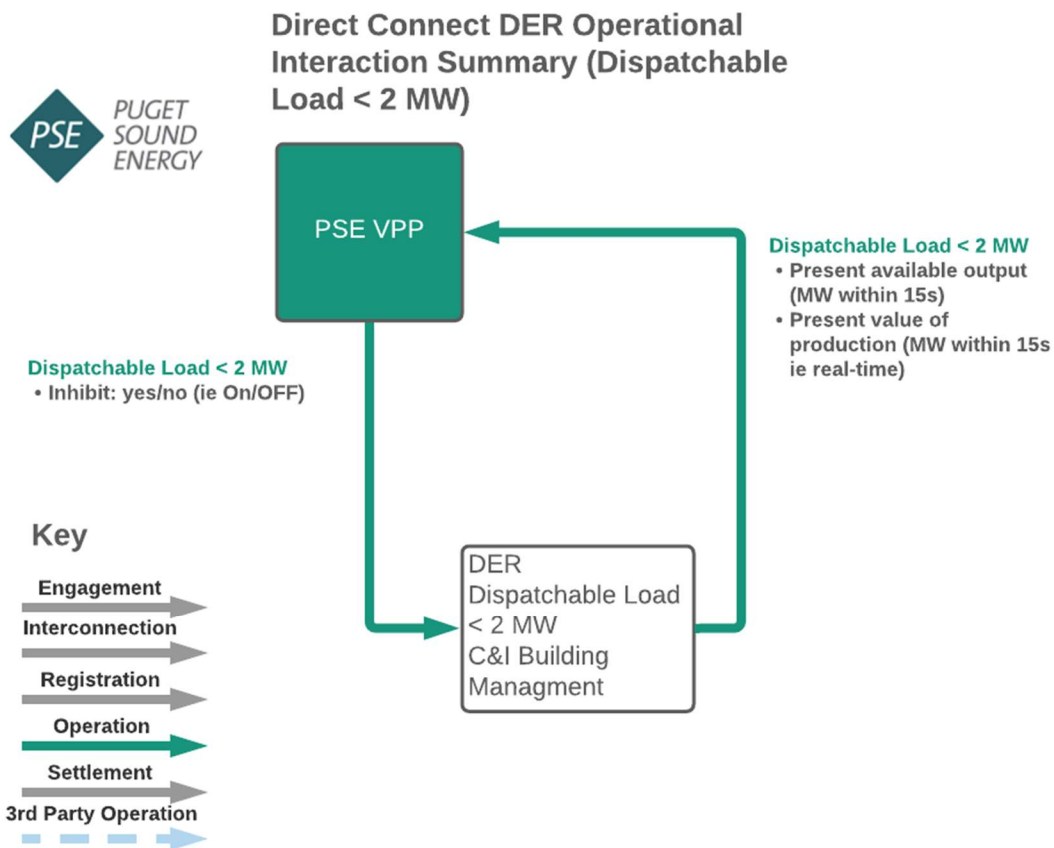 Direct Connect DER Operational
Interaction Summary (Dispatchable
Load < 2 MW)
PSE
PUGET
SOUND
ENERGY
PSE VPP
Dispatchable Load < 2 MW
• Present available output
(MW within 15s)
• Present value of
production (MW within 15s
ie real-time)
Dispatchable Load < 2 MW
• Inhibit: yes/no (ie On/OFF)
DER
Dispatchable Load
< 2 MW
C&I Building
Managment
Key
Engagement
Interconnection
Registration
Operation
Settlement
3rd Party Operation